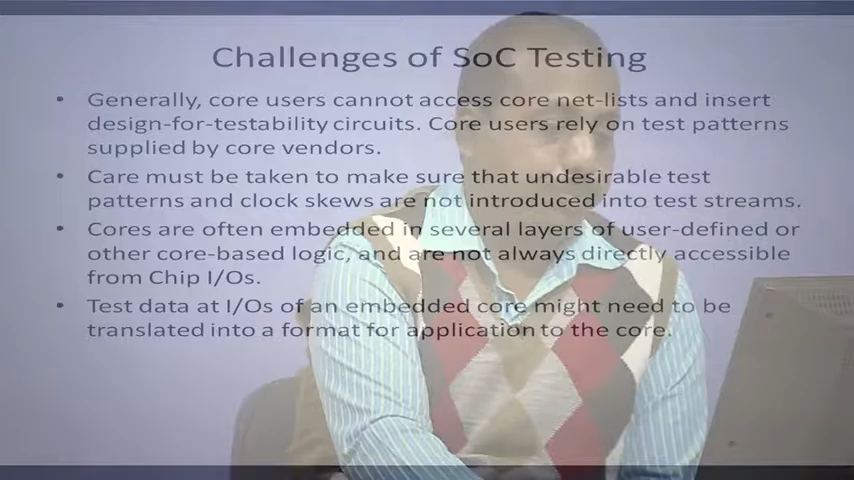 Challenges of SoC Testing
• Generally, core users cannot access core net-lists and insert
design-for-testability circuits. Core users rely on test patterns
supplied by core vendors.
• Care must be taken to make sure that undesirable test
patterns and clock skews are not introduced into test streams.
• Cores are often embedded in several layers of user-defined or
other core-based logic, and are not always directly accessible
from Chip I/Os.
• Test data at I/Os of an embedded core might need to be
translated into a format for application to the core.